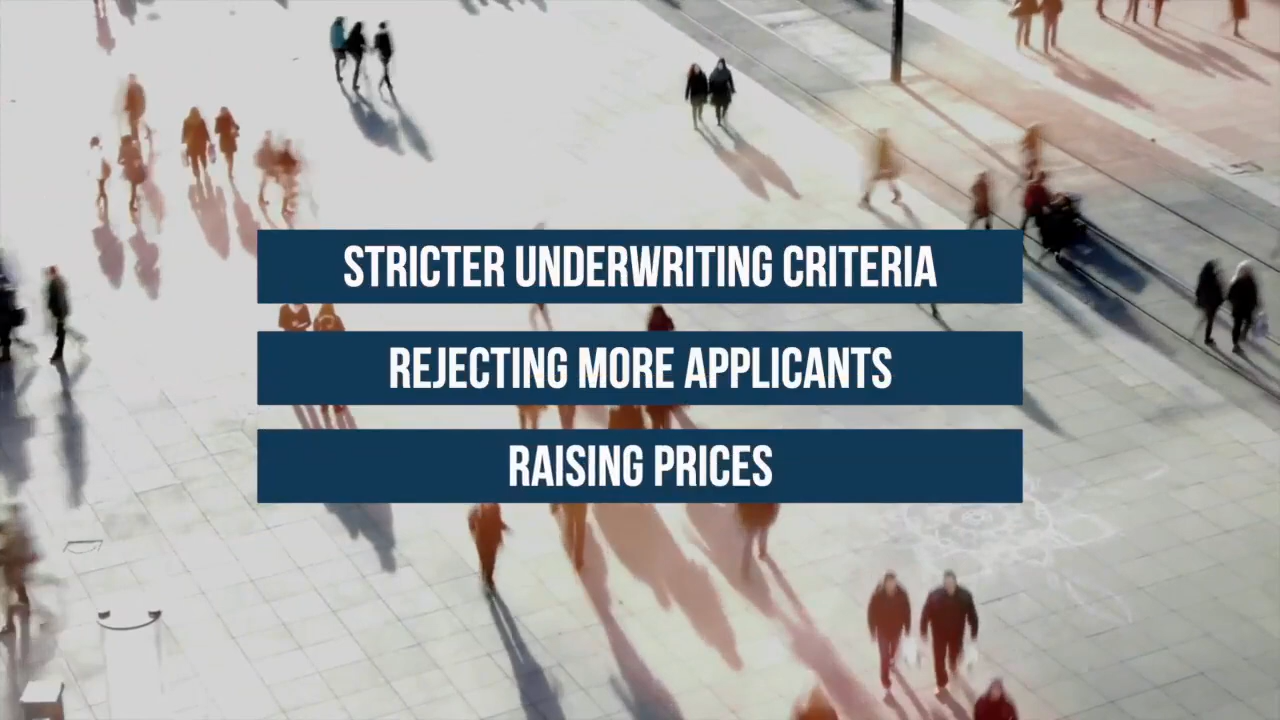 STRICTER UNDERWRITING CRITERIA
REJECTING MORE APPLICANTS
RAISING PRICES